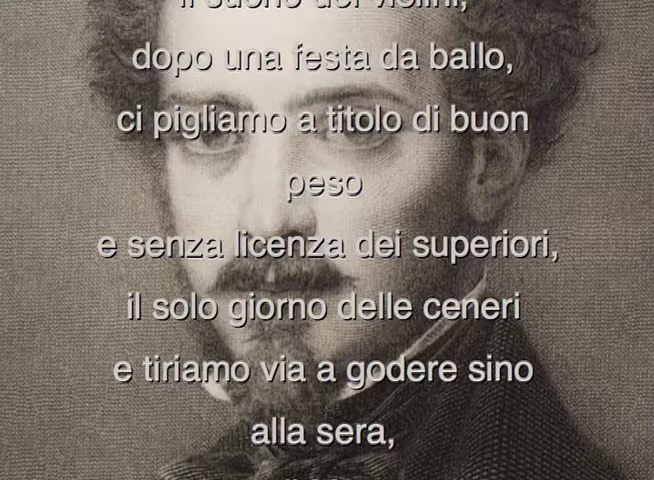 il suono dei violini,
dopo una festa da ballo,
ci pigliamo a titolo di buon
peso
e senza licenza dei superiori,
il solo giorno delle ceneri
e tiriamo via a godere sino
alla sera,